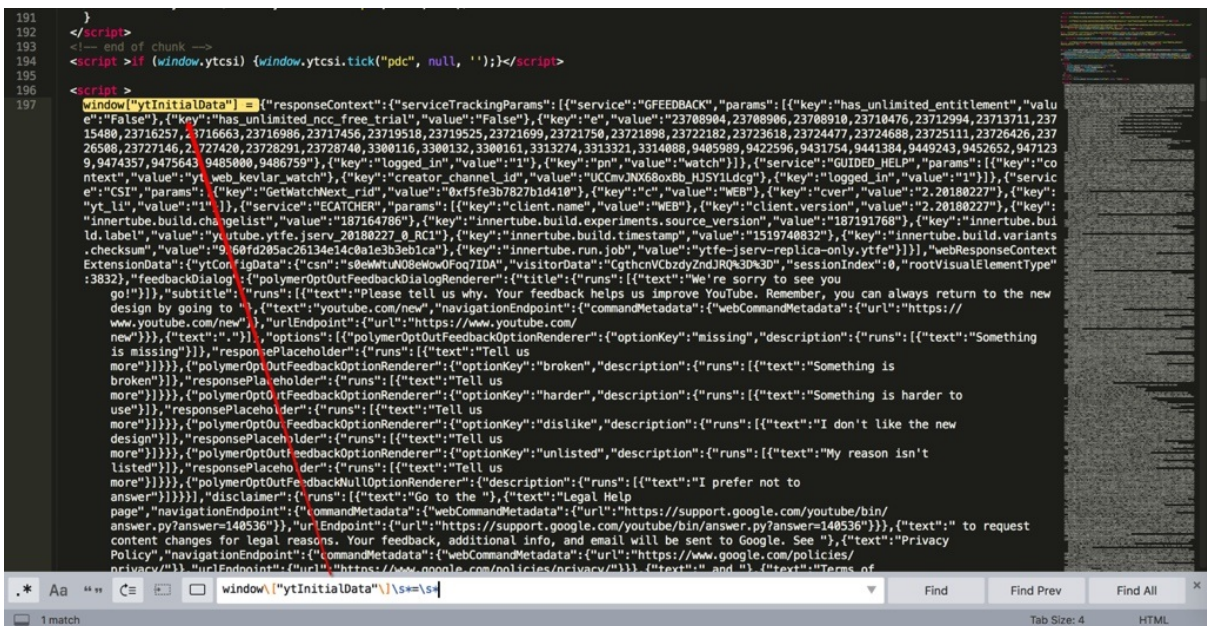 191 }
192 </script>
193 <!-- end of chunk -->
194 <script >if (window.ytcsi) {window.ytcsi.tick("pdc", null, '');}</script>
195
196 <script >
197 window["ytInitialData"] = {"responseContext":{"serviceTrackingParams":[{"service":"GFEEDBACK","params":[{"key":"has_unlimited_entitlement","valu
e":"False"},{"key":"has_unlimited_ncc_free_trial","value":"False"},{"key":"e","value":"23708904,23708906,23708910,23710476,23712994,23713711,237
15480,23716257,23716663,23716986,23717456,23719518,23719525,23721699,23721750,23721898,23722182,23723618,23724477,23724688,23725111,23726426,237
26508,23727146,23727420,23728291,23728740,3300116,3300132,3300161,3313274,3313321,3314088,9405989,9422596,9431754,9441384,9449243,9452652,947123
9,9474357,9475643,9485000,9486759"},{"key":"logged_in","value":"1"},{"key":"pn","value":"watch"}]},{"service":"GUIDED_HELP","params":[{"key":"co
ntext","value":"yt_web_kevlar_watch"},{"key":"creator_channel_id","value":"UCCmvJNX68oxBb_HJSY1Ldcg"},{"key":"logged_in","value":"1"}]},{"servic
e":"CSI","params":[{"key":"GetWatchNext_rid","value":"0xf5fe3b7827b1d410"},{"key":"c","value":"WEB"},{"key":"cver","value":"2.20180227"},{"key":
"yt_li","value":"1"}]},{"service":"ECATCHER","params":[{"key":"client.name","value":"WEB"},{"key":"client.version","value":"2.20180227"},{"key":
"innertube.build.changelist","value":"187164786"},{"key":"innertube.build.experiments.source_version","value":"187191768"},{"key":"innertube.bui
ld.label","value":"youtube.ytfe.jserv_20180227_0_RC1"},{"key":"innertube.build.timestamp","value":"1519740832"},{"key":"innertube.build.variants
.checksum","value":"9260fd205ac26134e14c0a1e3b3eb1ca"},{"key":"innertube.run.job","value":"ytfe-jserv-replica-only.ytfe"}]}],"webResponseContext
ExtensionData":{"ytConfigData":{"csn":"s0eWWtuNO8eWowOFoq7IDA","visitorData":"CgthcnVCbzdyZndJRQ%3D%3D","sessionIndex":0,"rootVisualElementType"
:3832},"feedbackDialog":{"polymerOptOutFeedbackDialogRenderer":{"title":{"runs":[{"text":"We're sorry to see you
go!"}]},"subtitle":{"runs":[{"text":"Please tell us why. Your feedback helps us improve YouTube. Remember, you can always return to the new
design by going to "},{"text":"youtube.com/new","navigationEndpoint":{"commandMetadata":{"webCommandMetadata":{"url":"https://
www.youtube.com/new"}},"urlEndpoint":{"url":"https://www.youtube.com/
new"}}},{"text":"."}]},"options":[{"polymerOptOutFeedbackOptionRenderer":{"optionKey":"missing","description":{"runs":[{"text":"Something
is missing"}]},"responsePlaceholder":{"runs":[{"text":"Tell us
more"}]}}},{"polymerOptOutFeedbackOptionRenderer":{"optionKey":"broken","description":{"runs":[{"text":"Something is
broken"}]},"responsePlaceholder":{"runs":[{"text":"Tell us
more"}]}}},{"polymerOptOutFeedbackOptionRenderer":{"optionKey":"harder","description":{"runs":[{"text":"Something is harder to
use"}]},"responsePlaceholder":{"runs":[{"text":"Tell us
more"}]}}},{"polymerOptOutFeedbackOptionRenderer":{"optionKey":"dislike","description":{"runs":[{"text":"I don't like the new
design"}]},"responsePlaceholder":{"runs":[{"text":"Tell us
more"}]}}},{"polymerOptOutFeedbackOptionRenderer":{"optionKey":"unlisted","description":{"runs":[{"text":"My reason isn't
listed"}]},"responsePlaceholder":{"runs":[{"text":"Tell us
more"}]}}},{"polymerOptOutFeedbackNullOptionRenderer":{"description":{"runs":[{"text":"I prefer not to
answer"}]}}}],"disclaimer":{"runs":[{"text":"Go to the "},{"text":"Legal Help
page","navigationEndpoint":{"commandMetadata":{"webCommandMetadata":{"url":"https://support.google.com/youtube/bin/
answer.py?answer=140536"}},"urlEndpoint":{"url":"https://support.google.com/youtube/bin/answer.py?answer=140536"}}},{"text":" to request
content changes for legal reasons. Your feedback, additional info, and email will be sent to Google. See "},{"text":"Privacy
Policy","navigationEndpoint":{"commandMetadata":{"webCommandMetadata":{"url":"https://www.google.com/policies/
privacy/"}},"urlEndpoint":{"url":"https://www.google.com/policies/privacy/"}}},{"text":" and "},{"text":"Terms of
.* Aa “” window\["ytInitialData"\]\s*=\s* Find Find Prev Find All ×
1 match Tab Size: 4 HTML